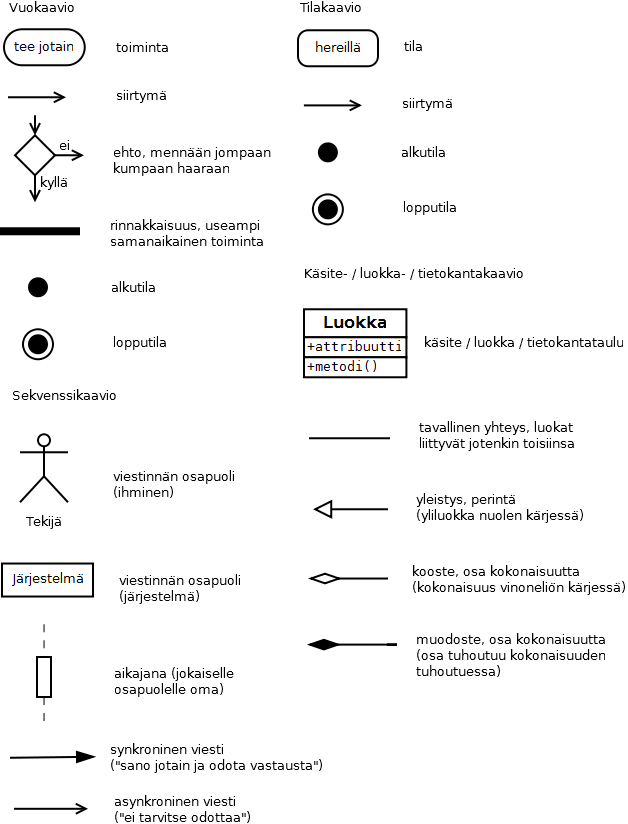 Vuokaavio
tee jotain
toiminta
siirtymä
ei
kyllä
ehto, mennään jompaan
kumpaan haaraan
rinnakkaisuus, useampi
samanaikainen toiminta
alkutila
lopputila
Sekvenssikaavio
Tekijä
viestinnän osapuoli
(ihminen)
Järjestelmä
viestinnän osapuoli
(järjestelmä)
aikajana (jokaiselle
osapuolelle oma)
synkroninen viesti
("sano jotain ja odota vastausta")
asynkroninen viesti
("ei tarvitse odottaa")
Tilakaavio
hereillä
tila
siirtymä
alkutila
lopputila
Käsite- / luokka- / tietokantakaavio
Luokka
+attribuutti
+metodi()
käsite / luokka / tietokantataulu
tavallinen yhteys, luokat
liittyvät jotenkin toisiinsa
yleistys, perintä
(yliluokka nuolen kärjessä)
kooste, osa kokonaisuutta
(kokonaisuus vinoneliön kärjessä)
muodoste, osa kokonaisuutta
(osa tuhoutuu kokonaisuuden
tuhoutuessa)